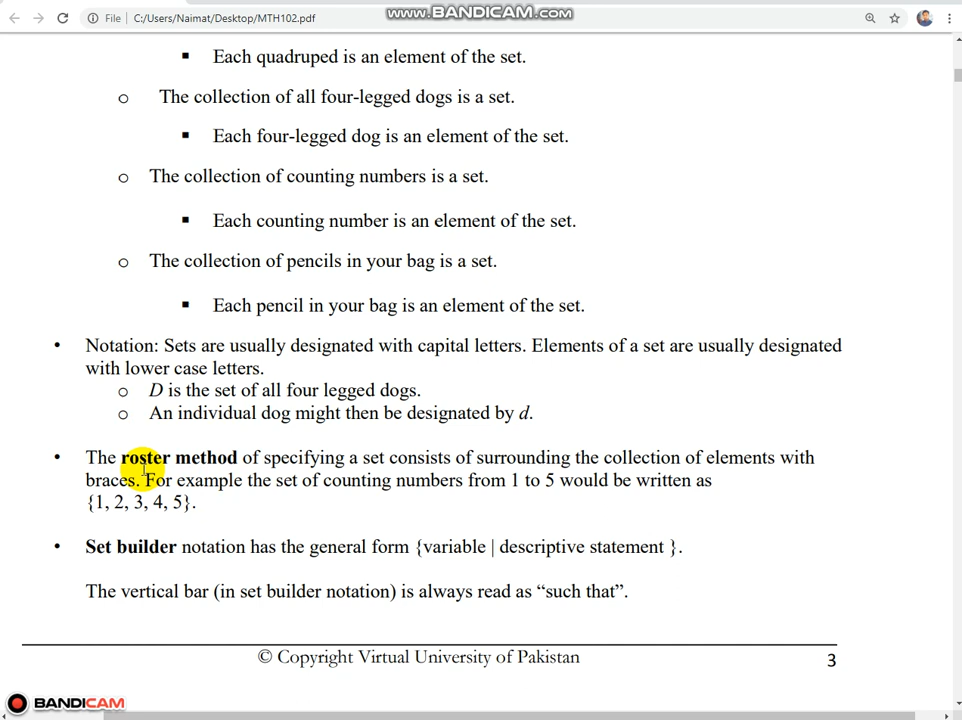 File | C:/Users/Naimat/Desktop/MTH102.pdf
www.BANDICAM.com
▪ Each quadruped is an element of the set.
o The collection of all four-legged dogs is a set.
▪ Each four-legged dog is an element of the set.
o The collection of counting numbers is a set.
▪ Each counting number is an element of the set.
o The collection of pencils in your bag is a set.
▪ Each pencil in your bag is an element of the set.
• Notation: Sets are usually designated with capital letters. Elements of a set are usually designated
with lower case letters.
o D is the set of all four legged dogs.
o An individual dog might then be designated by d.
• The roster method of specifying a set consists of surrounding the collection of elements with
braces. For example the set of counting numbers from 1 to 5 would be written as
{1, 2, 3, 4, 5}.
• Set builder notation has the general form {variable | descriptive statement }.
The vertical bar (in set builder notation) is always read as “such that”.
© Copyright Virtual University of Pakistan
3
BANDICAM